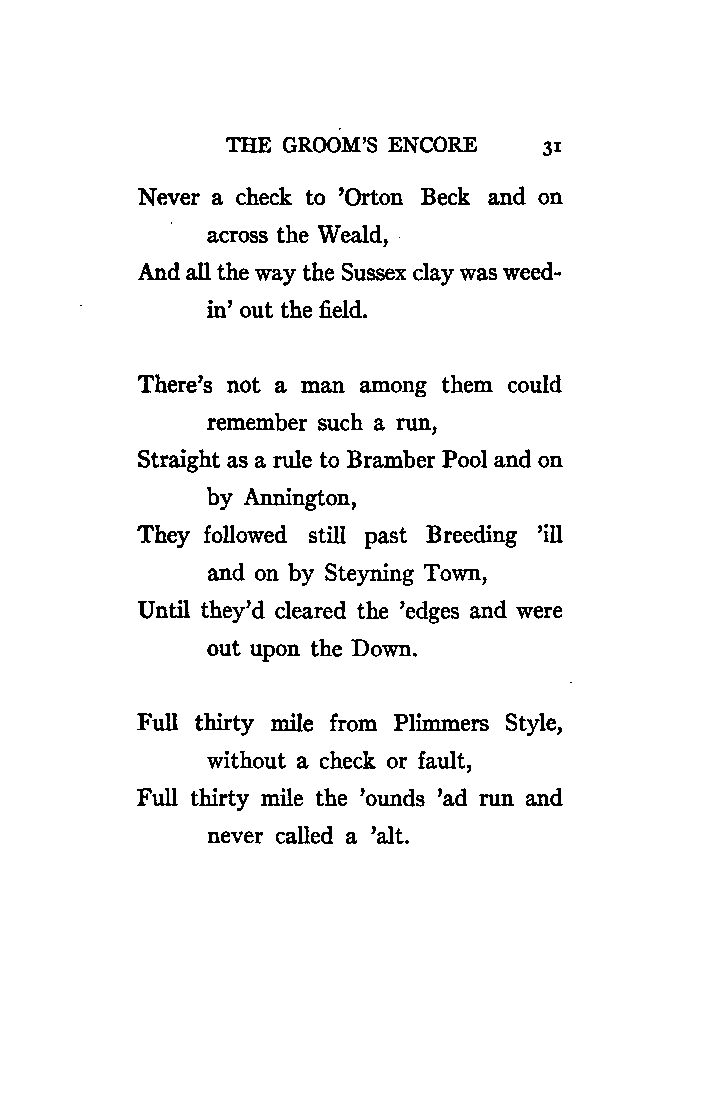 THE GROOM'S ENCORE 31
Never a check to ’Orton Beck and on
across the Weald,
And all the way the Sussex clay was weed-
in’ out the field.
There’s not a man among them could
remember such a run,
Straight as a rule to Bramber Pool and on
by Annington,
They followed still past Breeding ’ill
and on by Steyning Town,
Until they’d cleared the ’edges and were
out upon the Down.
Full thirty mile from Plimmers Style,
without a check or fault,
Full thirty mile the ’ounds ’ad run and
never called a ’alt.